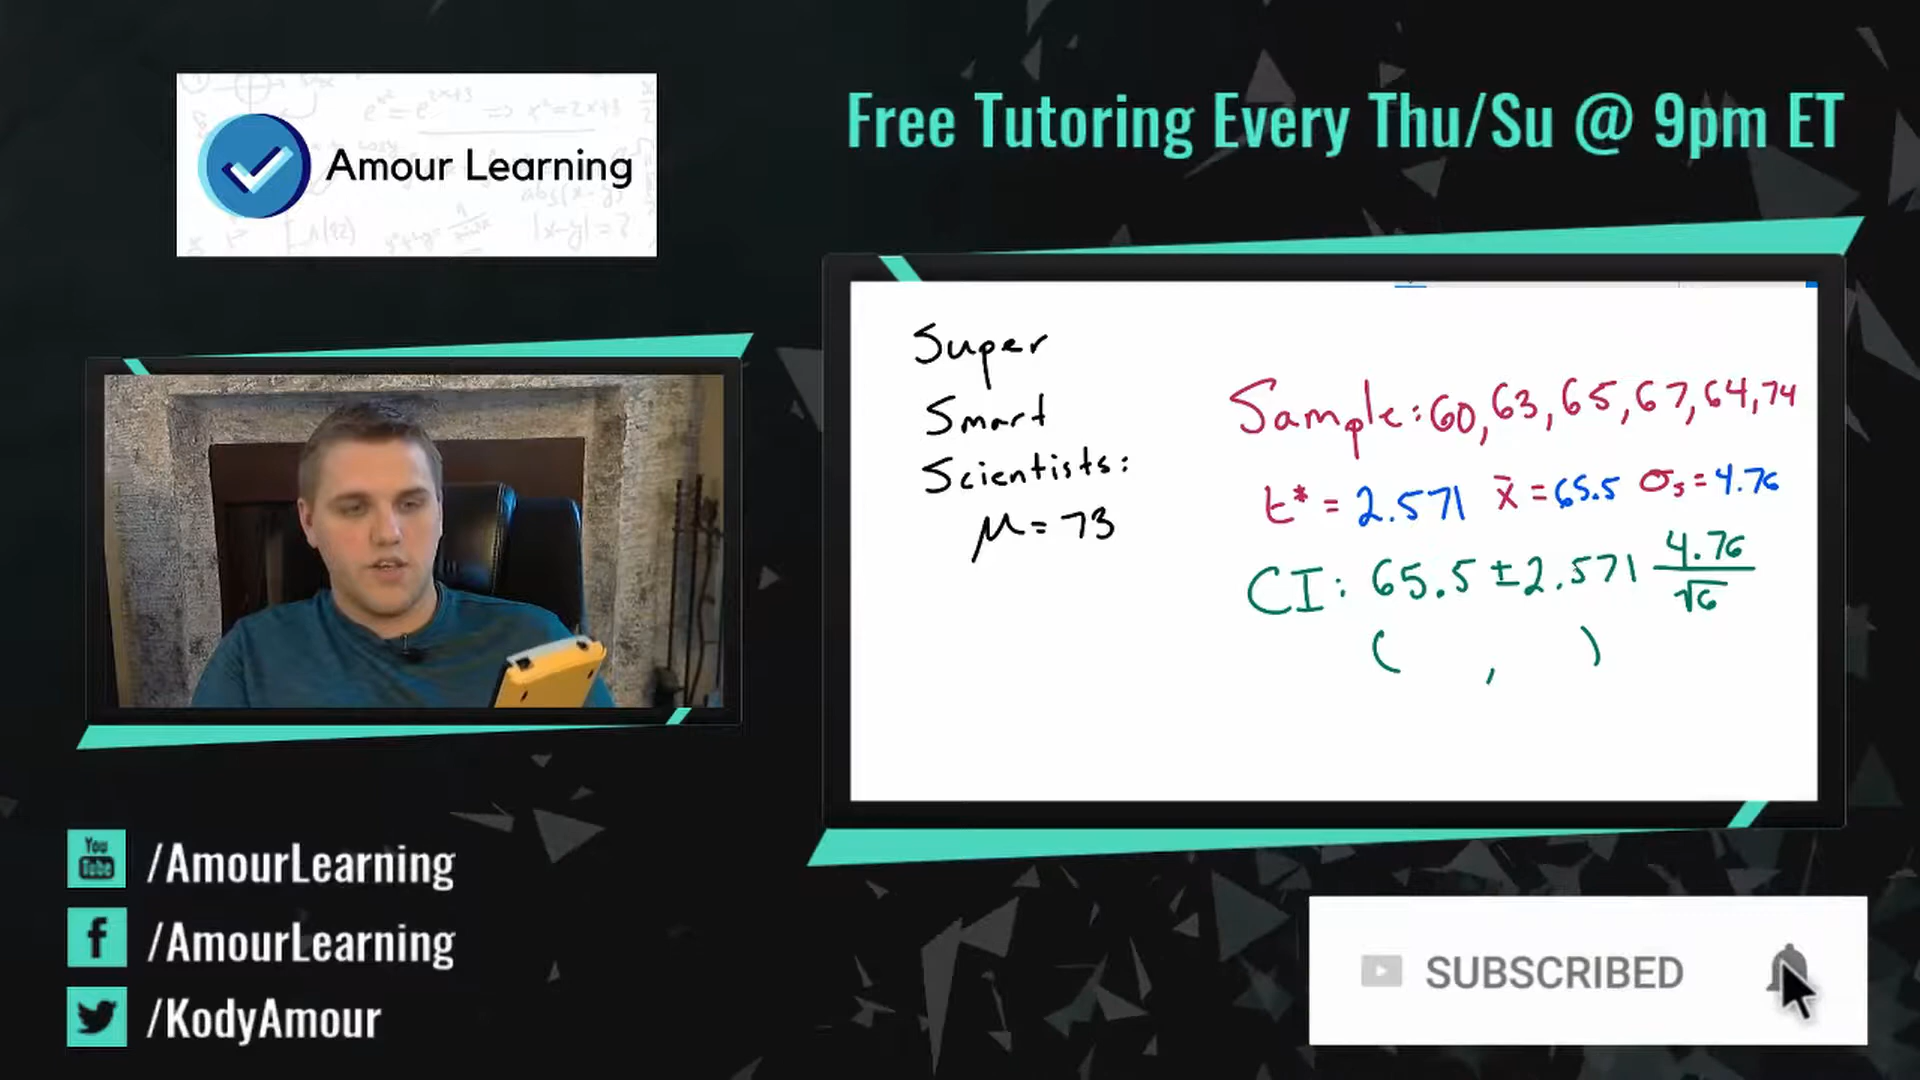 Amour Learning
Free Tutoring Every Thu/Su @ 9pm ET
Super
Smart
Scientists:
μ = 73
Sample: 60, 63, 65, 67, 64, 74
t* = 2.571 x̄ = 65.5 σs = 4.76
CI: 65.5 ± 2.571 4.76/√6
( , )
You Tube /AmourLearning
f /AmourLearning
/KodyAmour
SUBSCRIBED